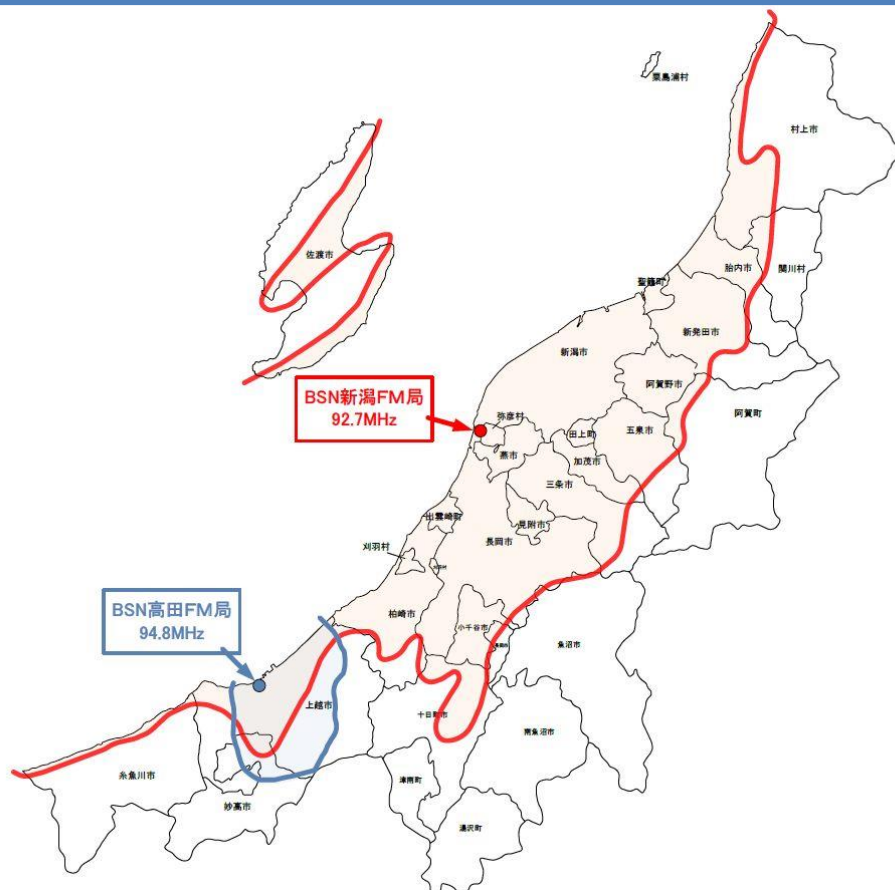 粟島浦村
村上市
佐渡市
胎内市
関川村
聖籠町
新発田市
新潟市
阿賀野市
BSN新潟FM局
92.7MHz
弥彦村
阿賀町
田上町
五泉市
燕市
加茂市
三条市
出雲崎町
見附市
長岡市
刈羽村
BSN高田FM局
94.8MHz
柏崎市
小千谷市
魚沼市
上越市
十日町市
南魚沼市
糸魚川市
津南町
妙高市
湯沢町